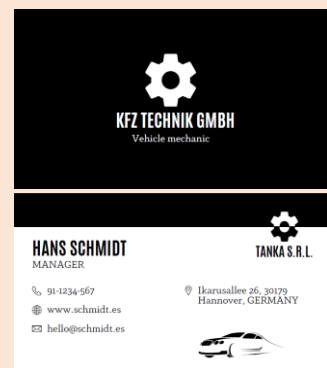 KFZ TECHNIK GMBH
Vehicle mechanic
TANKA S.R.L.
HANS SCHMIDT
MANAGER
91-1234-567
www.schmidt.es
hello@schmidt.es
Ikarusallee 26, 30179
Hannover, GERMANY